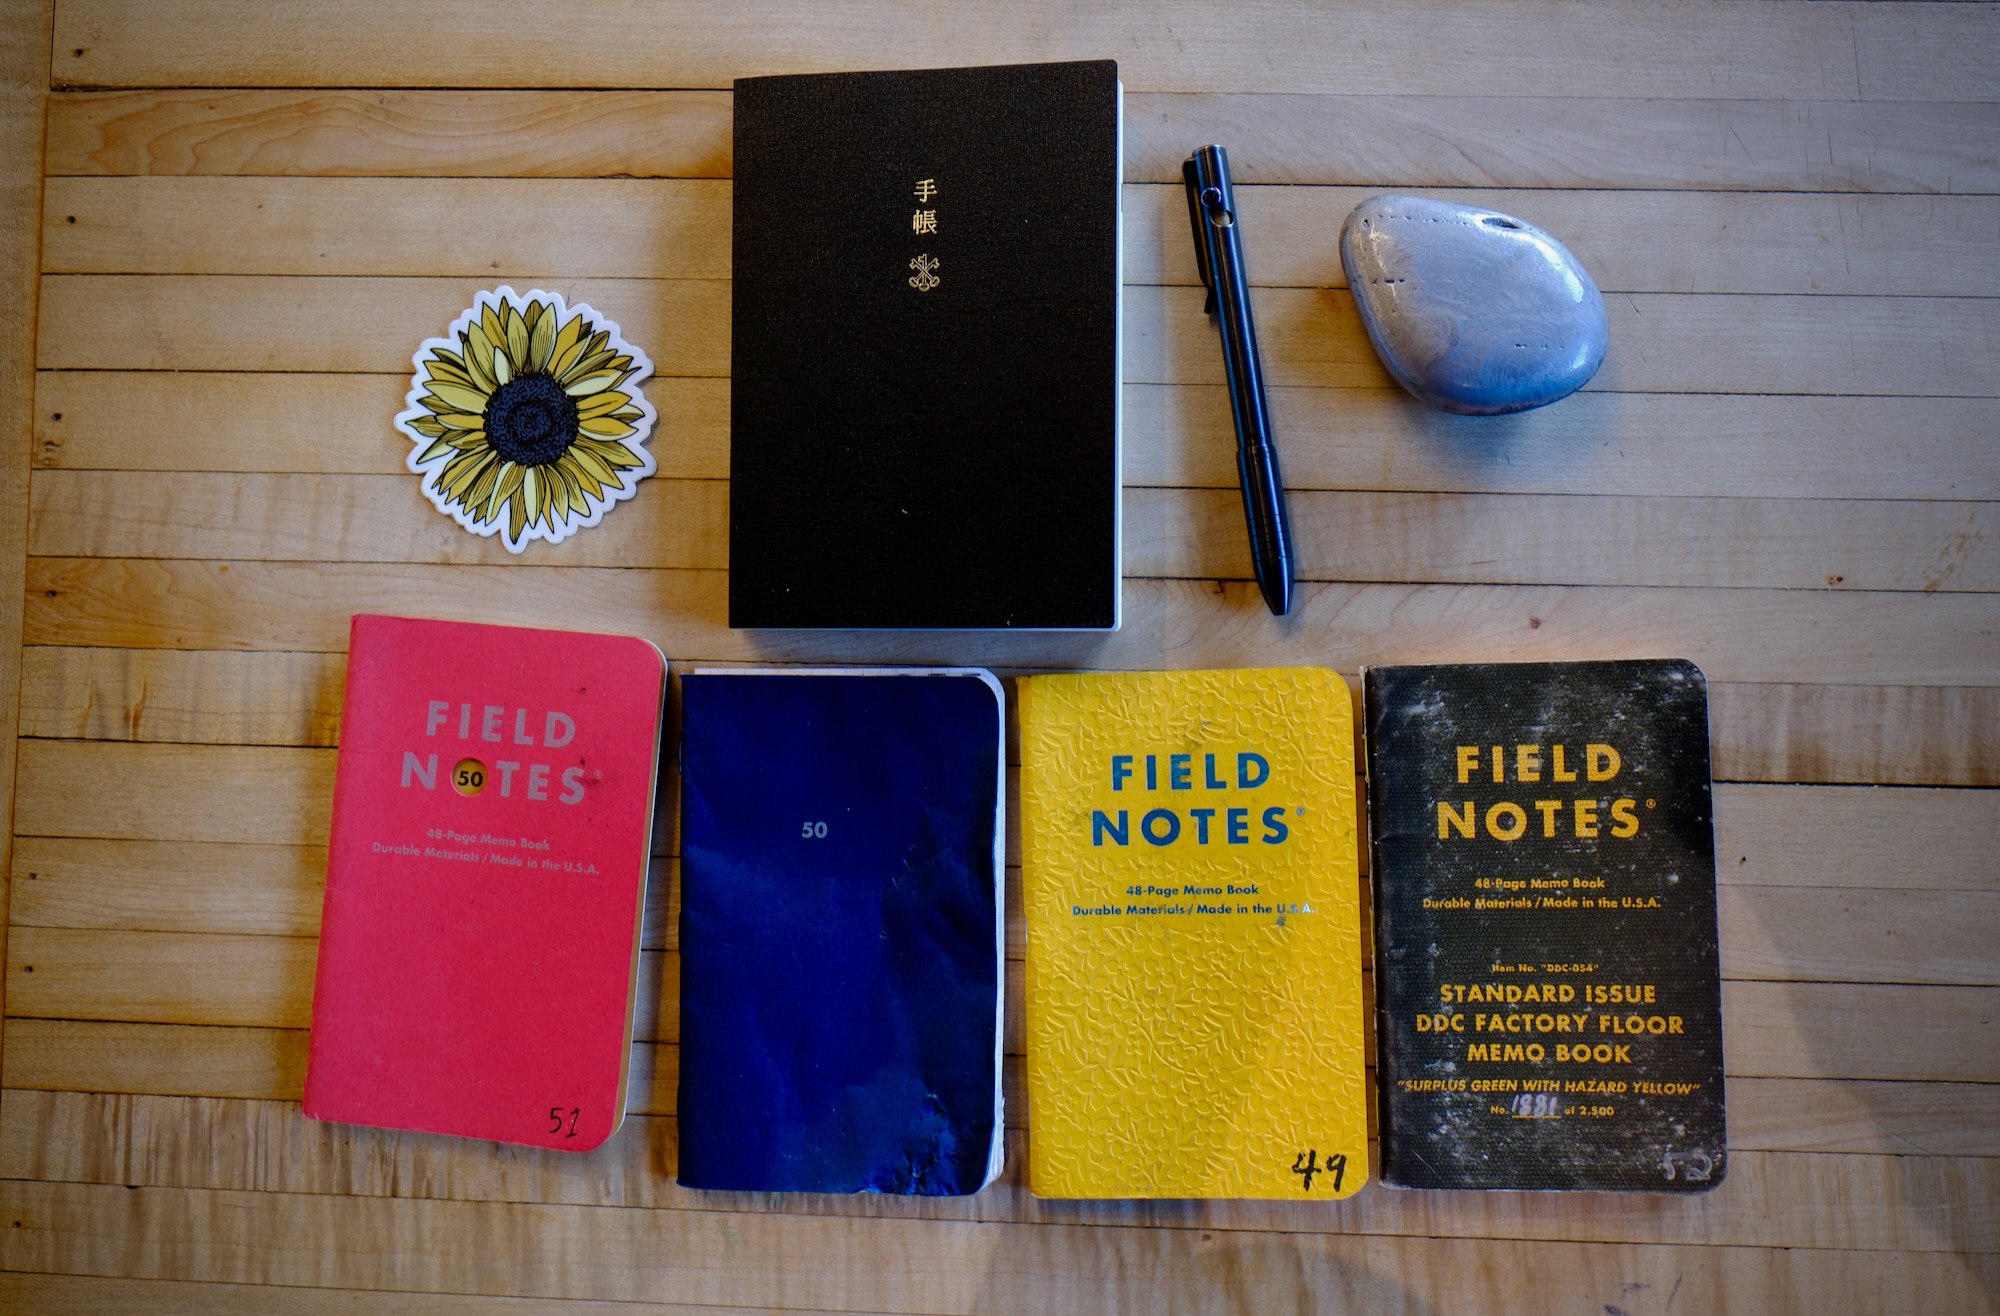 手
帳
FIELD
NOTES®
50
48-Page Memo Book
Durable Materials / Made in the U.S.A.
51
50
FIELD
NOTES®
48-Page Memo Book
Durable Materials / Made in the U.S.A.
49
FIELD
NOTES®
48-Page Memo Book
Durable Materials / Made in the U.S.A.
Item No. "DDC-054"
STANDARD ISSUE
DDC FACTORY FLOOR
MEMO BOOK
"SURPLUS GREEN WITH HAZARD YELLOW"
No. 1881 of 2,500
52